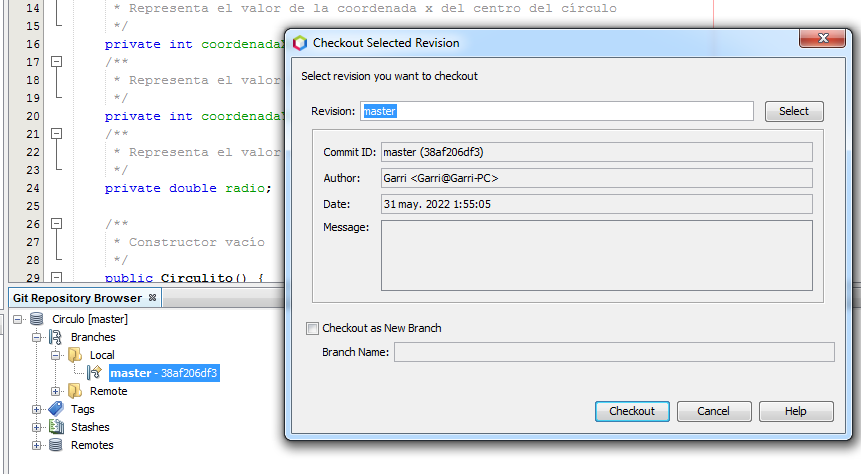 14 * Representa el valor de la coordenada x del centro del círculo
15 */
16 private int coordenadaX
17 /**
18 * Representa el valor
19 */
20 private int coordenadaY
21 /**
22 * Representa el valor
23 */
24 private double radio;
25
26 /**
27 * Constructor vacío
28 */
29 public Circulito() {
Checkout Selected Revision
Select revision you want to checkout
Revision: master Select
Commit ID: master (38af206df3)
Author: Garri <Garri@Garri-PC>
Date: 31 may. 2022 1:55:05
Message:
Checkout as New Branch
Branch Name:
Checkout Cancel Help
Git Repository Browser
Circulo [master]
Branches
Local
master - 38af206df3
Remote
Tags
Stashes
Remotes